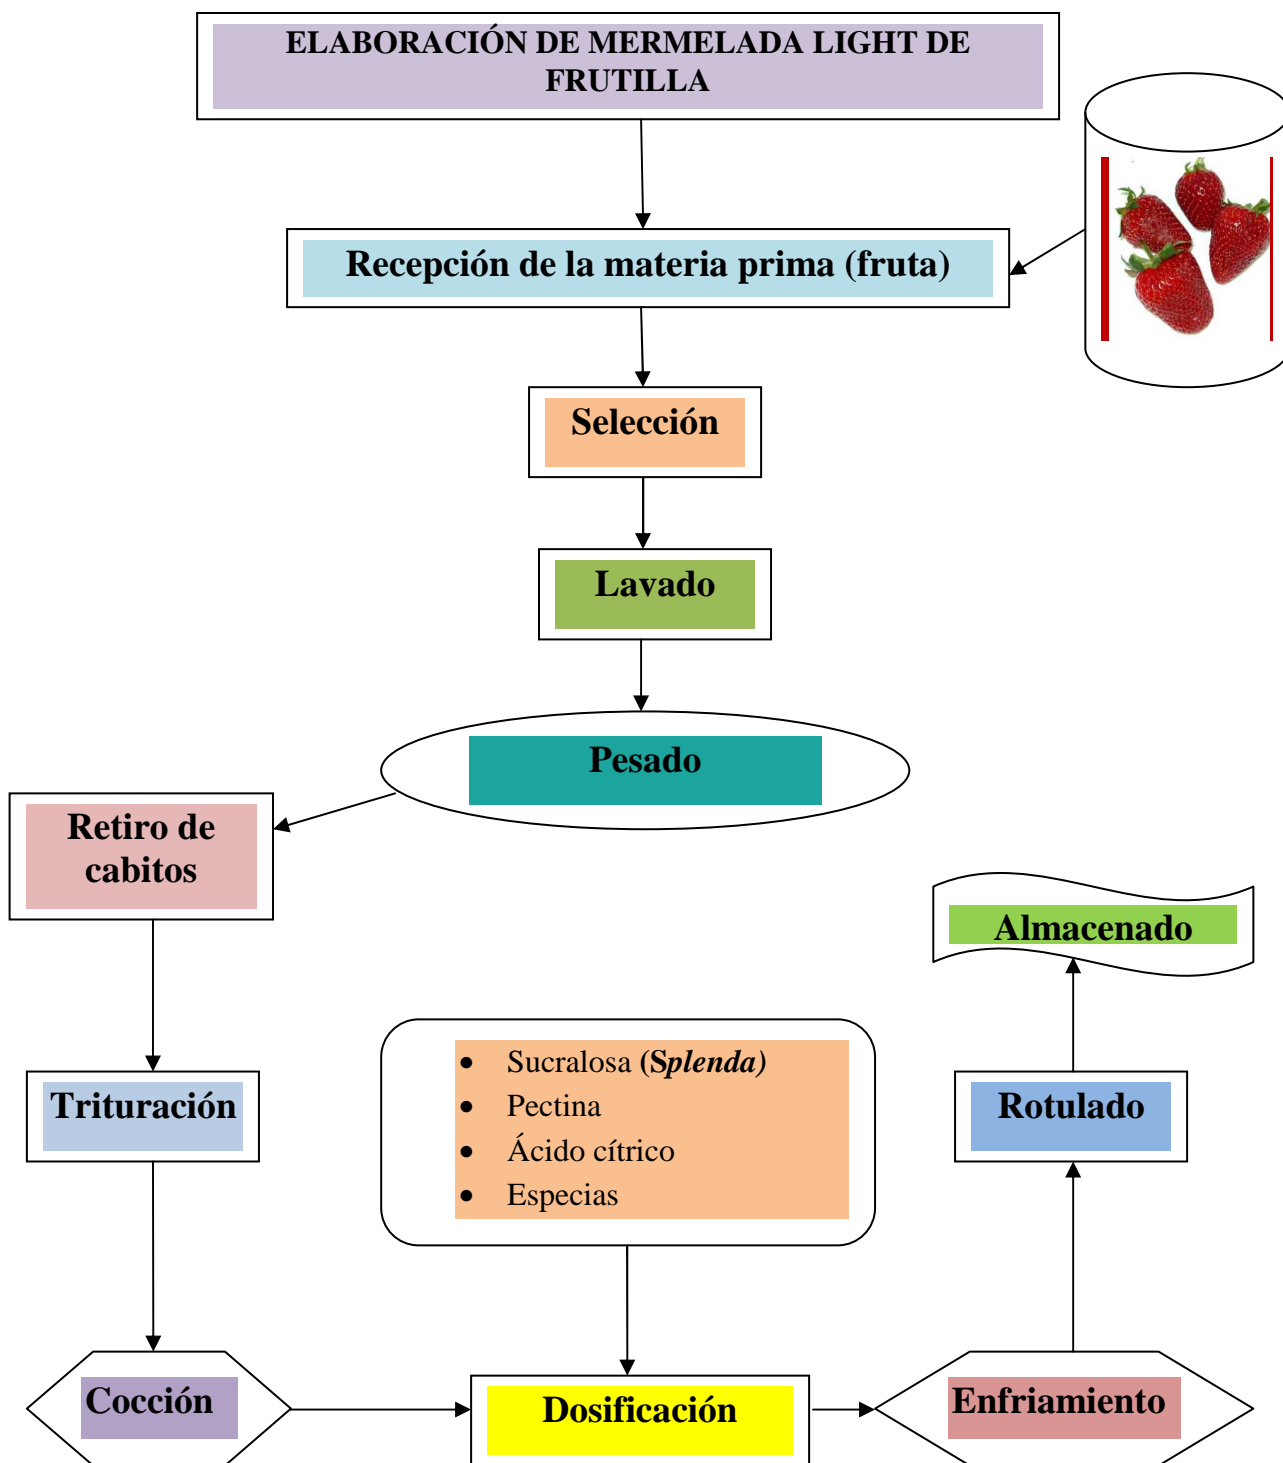 ELABORACIÓN DE MERMELADA LIGHT DE
FRUTILLA
Recepción de la materia prima (fruta)
Selección
Lavado
Pesado
Retiro de
cabitos
Trituración
Cocción
• Sucralosa (Splenda)
• Pectina
• Ácido cítrico
• Especias
Dosificación
Enfriamiento
Rotulado
Almacenado